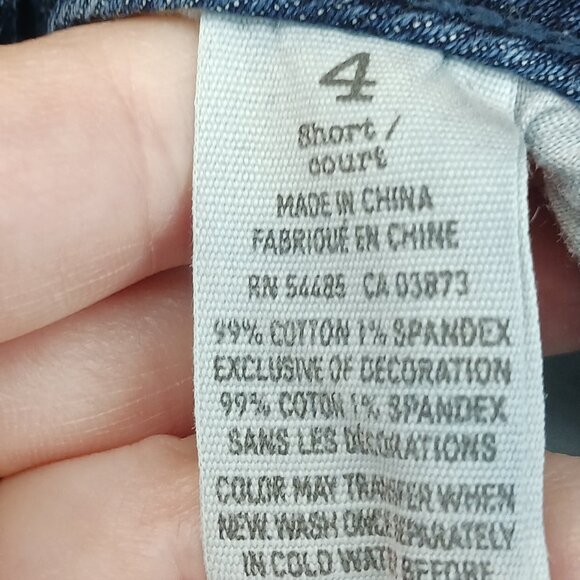 4
Short /
court
MADE IN CHINA
FABRIQUE EN CHINE
RN 54485 CA 03873
99% COTTON 1% SPANDEX
EXCLUSIVE OF DECORATION
99% COTON 1% SPANDEX
SANS LES DÉCORATIONS
COLOR MAY TRANSFER WHEN
NEW. WASH ONCE SEPARATELY
IN COLD WATER BEFORE